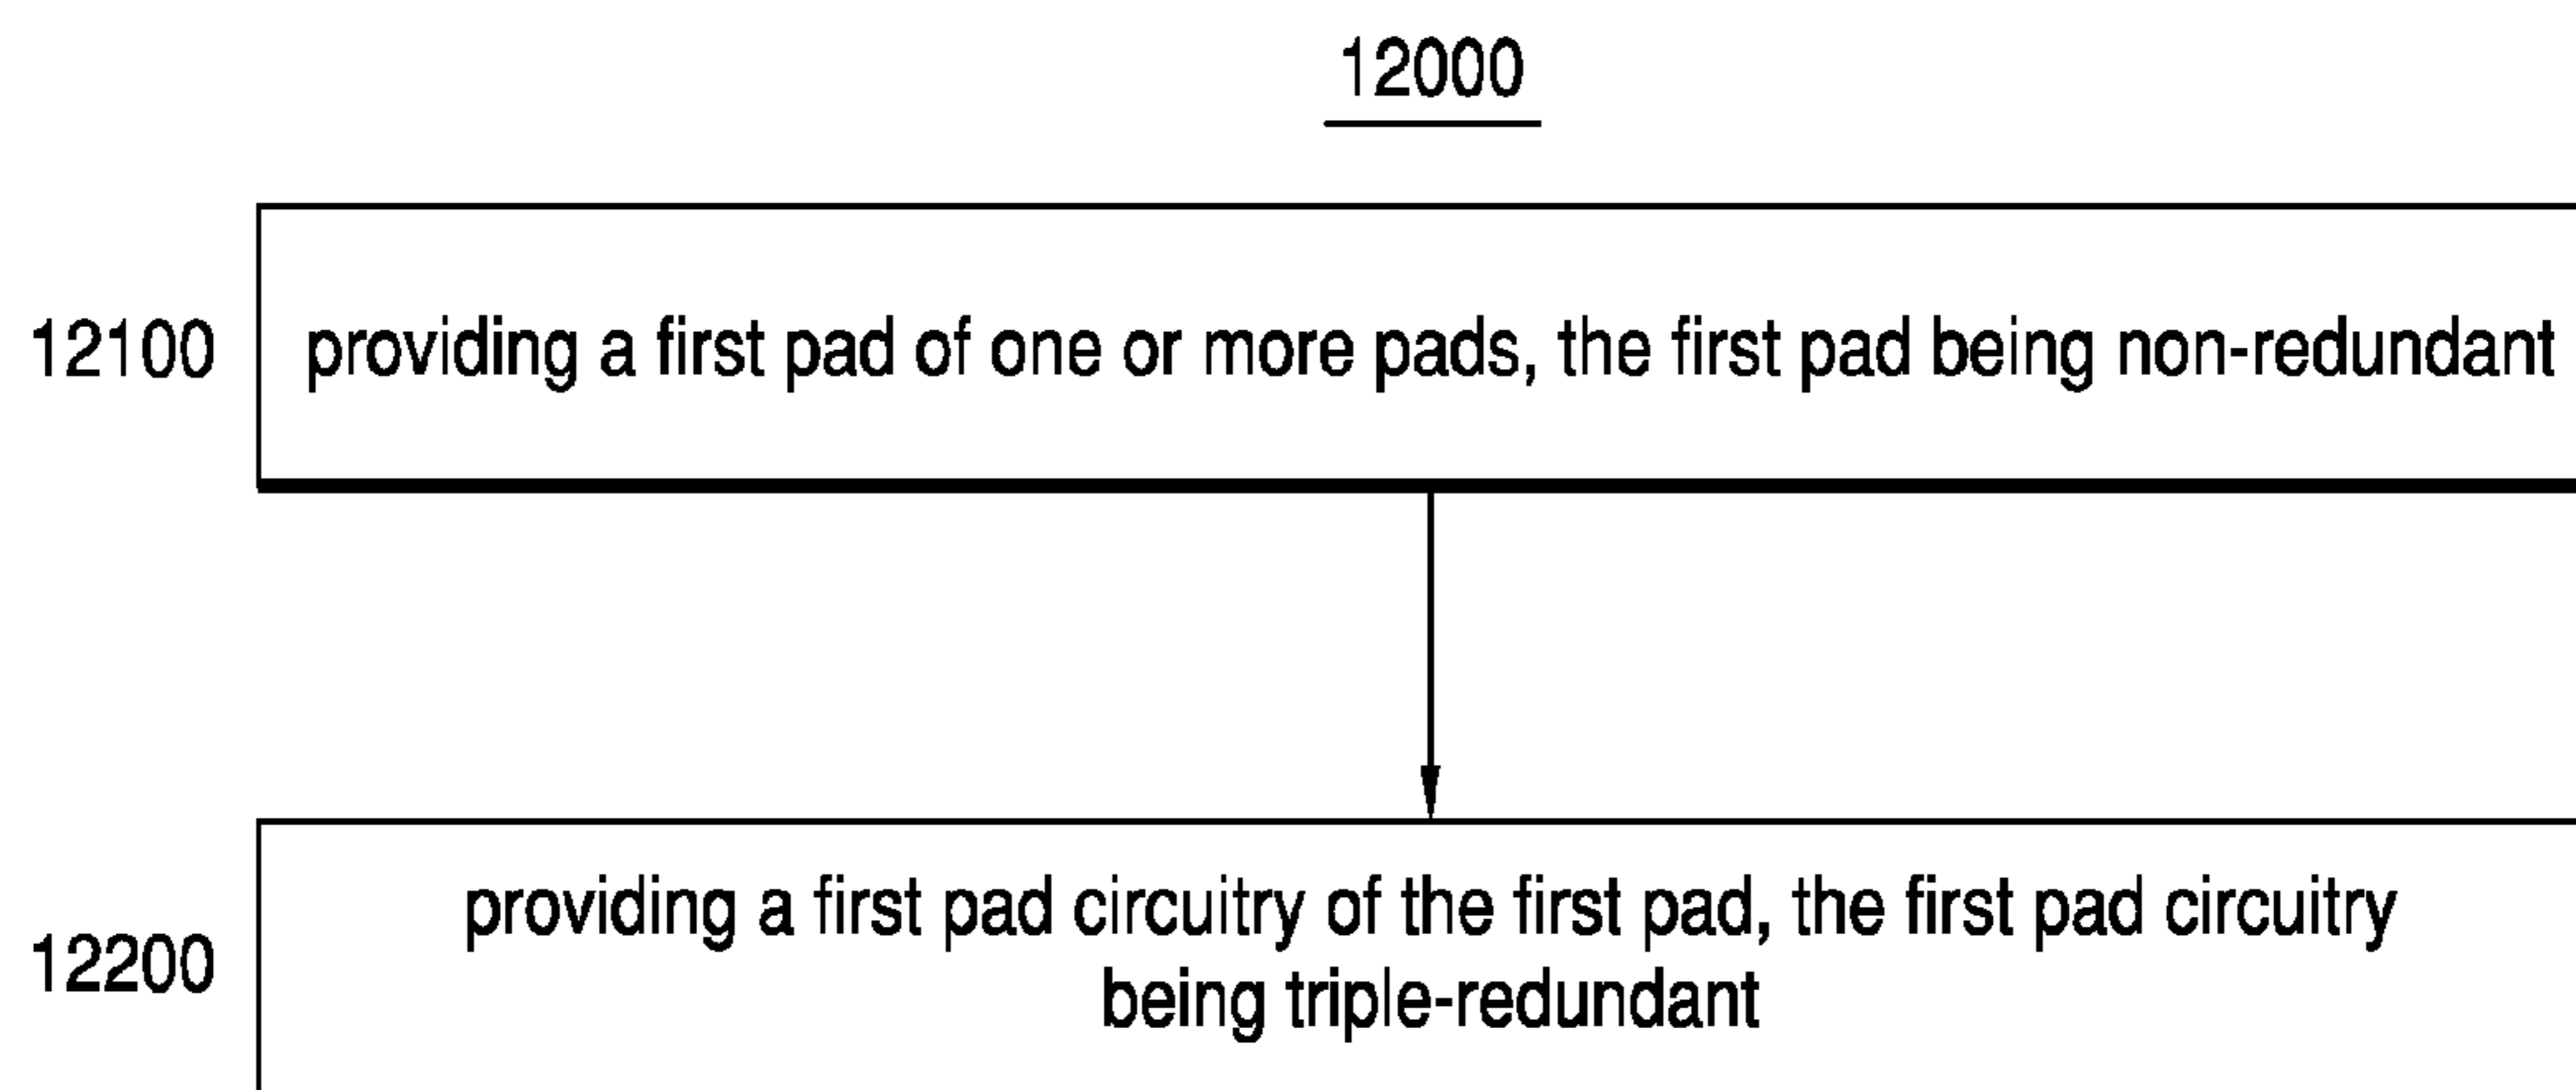 12000
12100
providing a first pad of one or more pads, the first pad being non-redundant
12200
providing a first pad circuitry of the first pad, the first pad circuitry
being triple-redundant